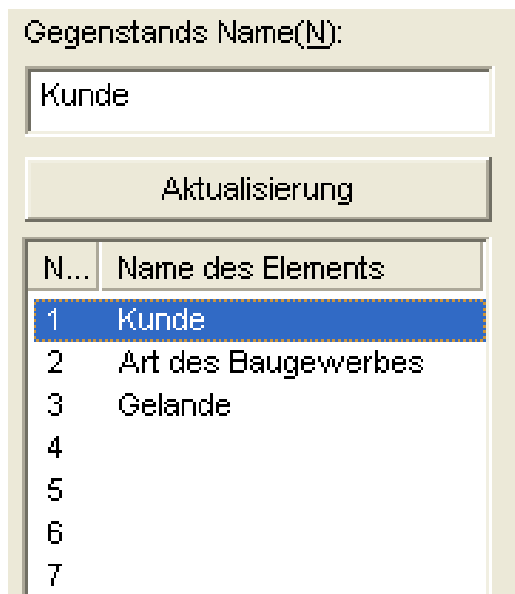 Gegenstands Name(N):
Kunde
Aktualisierung
N... Name des Elements
1 Kunde
2 Art des Baugewerbes
3 Gelande
4
5
6
7